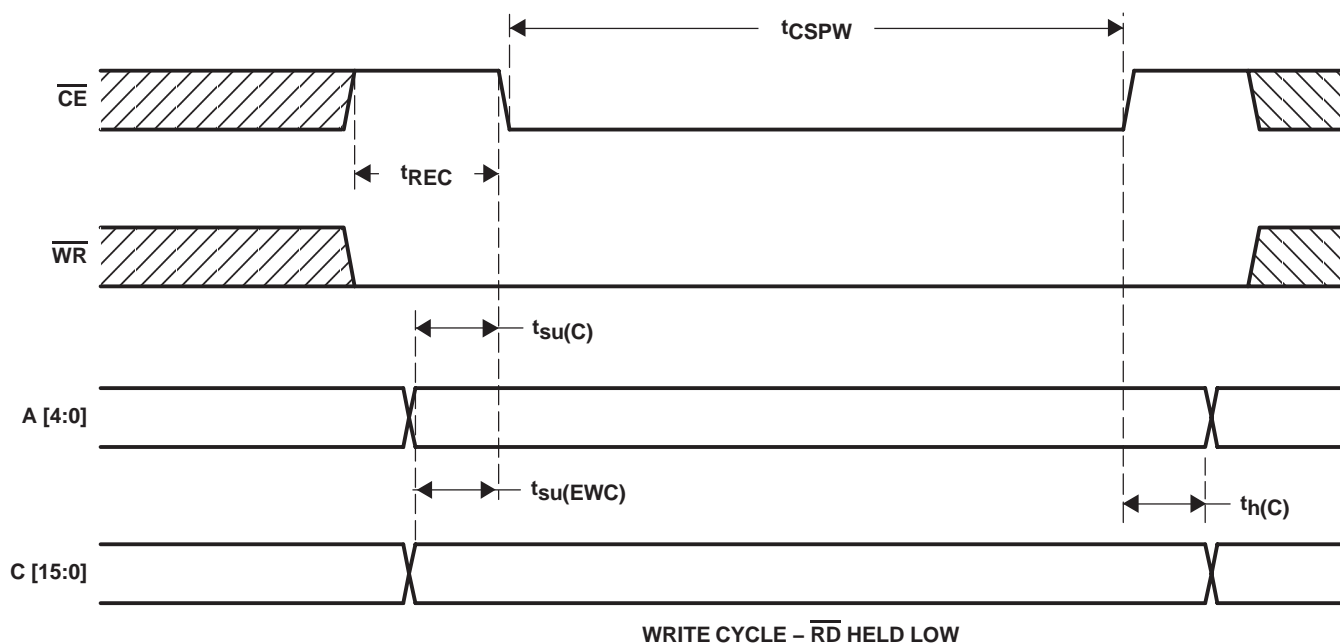 tCSPW
CE
tREC
WR
tsu(C)
A [4:0]
tsu(EWC)
th(C)
C [15:0]
WRITE CYCLE – RD HELD LOW